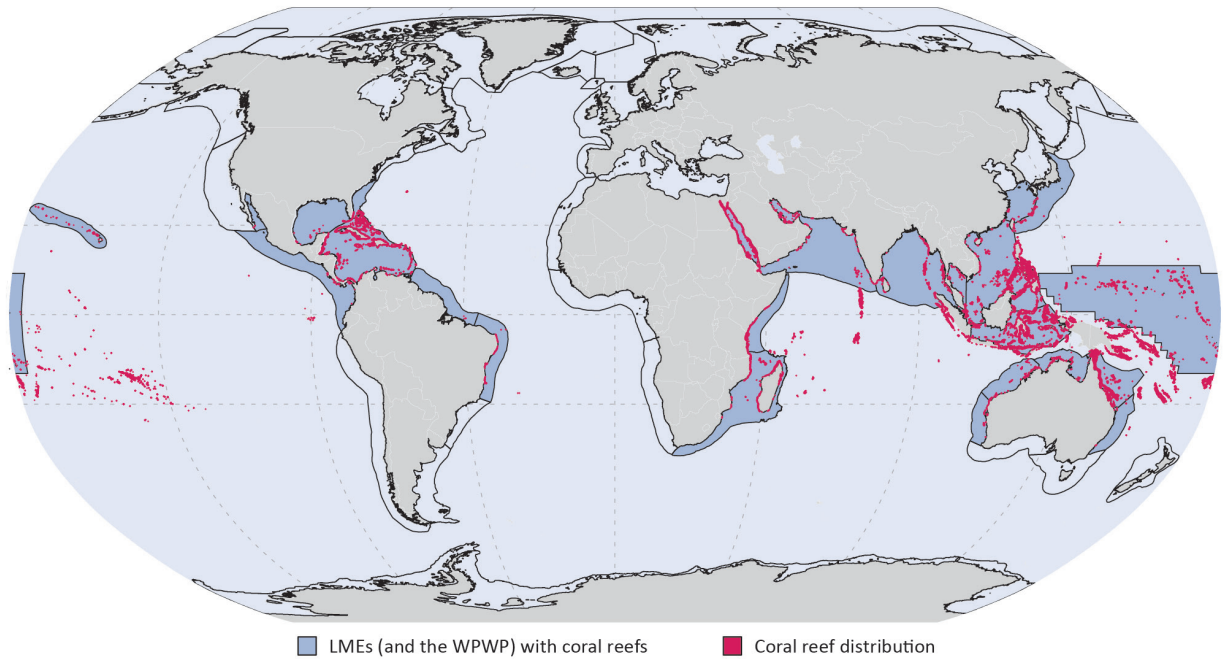 LMEs (and the WPWP) with coral reefs
Coral reef distribution